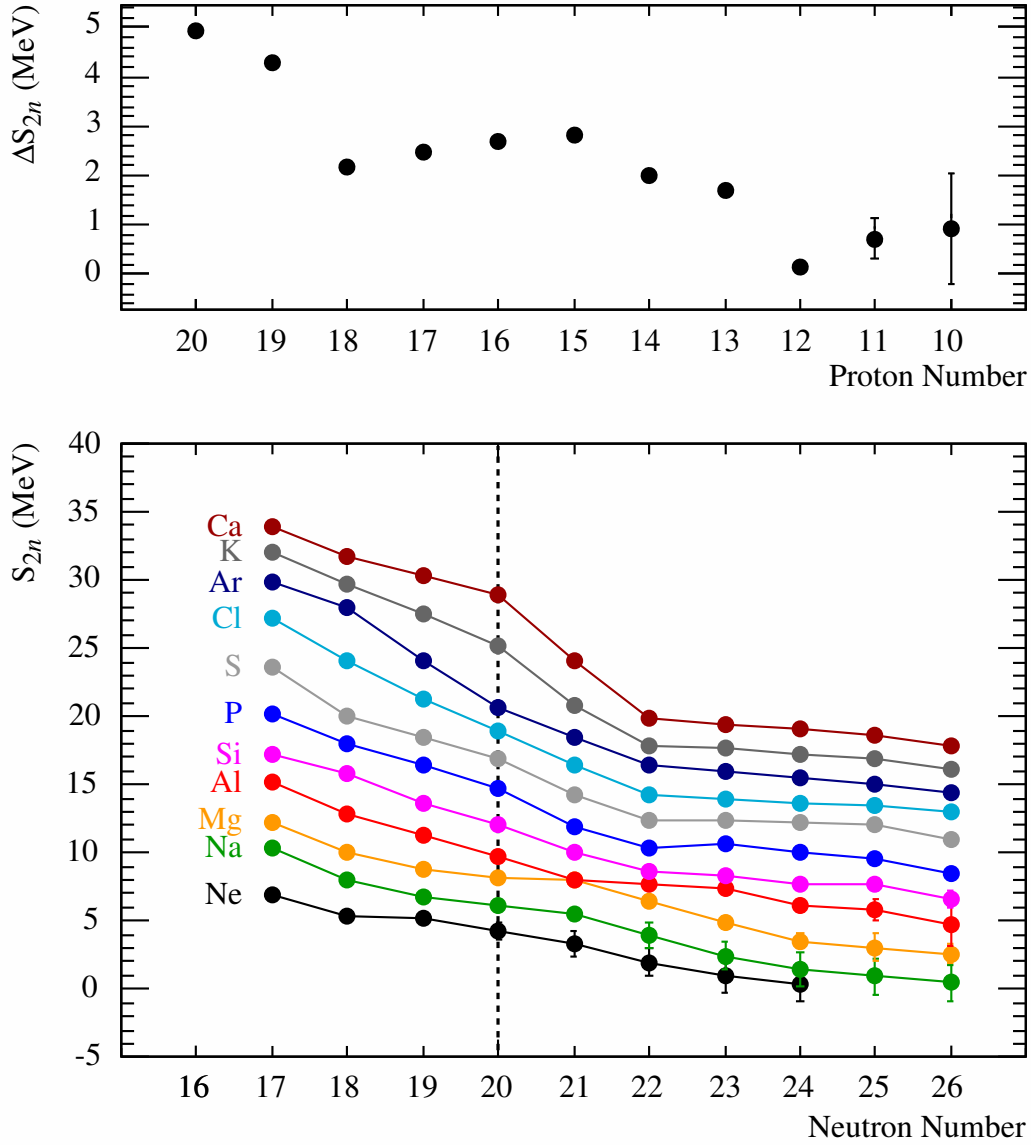 ΔS2n (MeV)
5
4
3
2
1
0
20 19 18 17 16 15 14 13 12 11 10
Proton Number
S2n (MeV)
40
35
30
25
20
15
10
5
0
-5
Ca
K
Ar
Cl
S
P
Si
Al
Mg
Na
Ne
16 17 18 19 20 21 22 23 24 25 26
Neutron Number